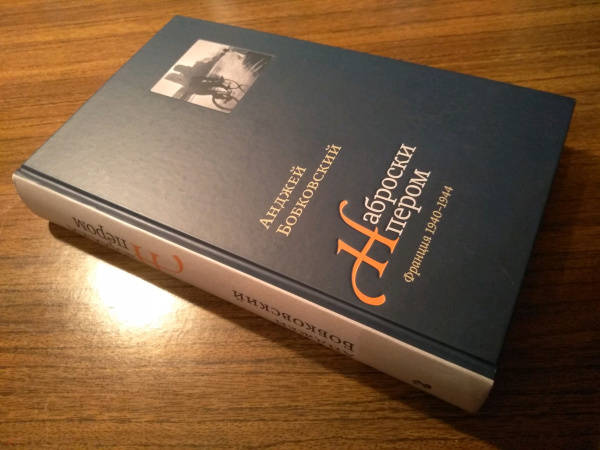 Анджей
Бобковский
Наброски
пером
Франция 1940-1944
пером
Бобковский